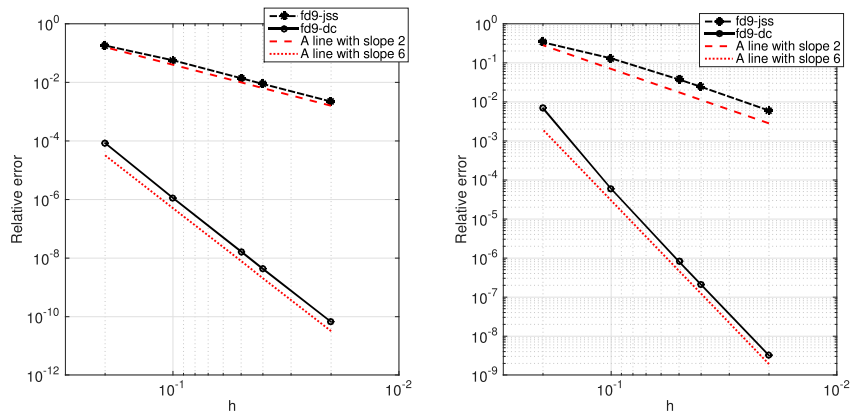 fd9-jss
fd9-dc
A line with slope 2
A line with slope 6
10^0
10^-2
10^-4
10^-6
10^-8
10^-10
10^-12
Relative error
10^-1
10^-2
h
fd9-jss
fd9-dc
A line with slope 2
A line with slope 6
10^0
10^-1
10^-2
10^-3
10^-4
10^-5
10^-6
10^-7
10^-8
10^-9
Relative error
10^-1
10^-2
h